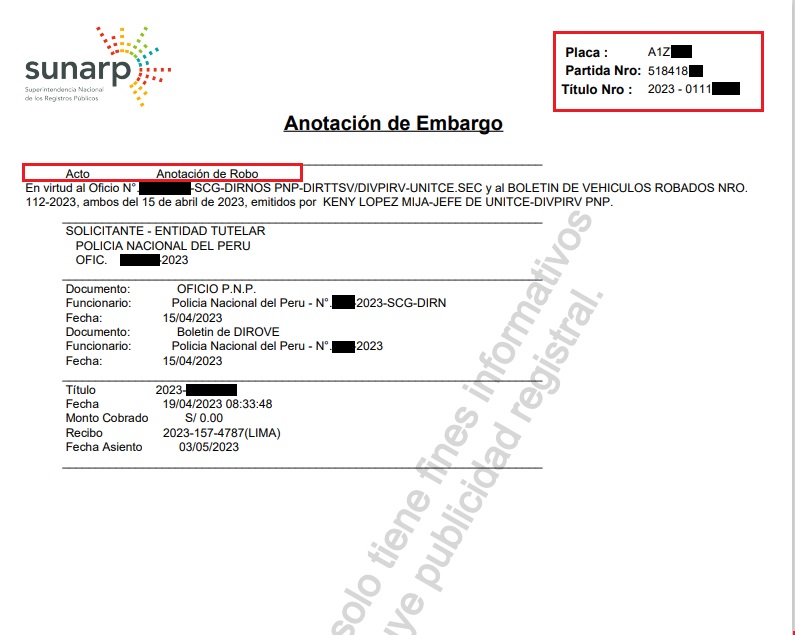 sunarp
Superintendencia Nacional
de los Registros Públicos
Placa : A1Z
Partida Nro: 518418
Título Nro : 2023 - 0111
Anotación de Embargo
Acto Anotación de Robo
En virtud al Oficio N°. -SCG-DIRNOS PNP-DIRTTSV/DIVPIRV-UNITCE.SEC y al BOLETIN DE VEHICULOS ROBADOS NRO.
112-2023, ambos del 15 de abril de 2023, emitidos por KENY LOPEZ MIJA-JEFE DE UNITCE-DIVPIRV PNP.
SOLICITANTE - ENTIDAD TUTELAR
POLICIA NACIONAL DEL PERU
OFIC. -2023
Documento: OFICIO P.N.P.
Funcionario: Policia Nacional del Peru - N°. -2023-SCG-DIRN
Fecha: 15/04/2023
Documento: Boletin de DIROVE
Funcionario: Policia Nacional del Peru - N°. -2023
Fecha: 15/04/2023
Título 2023-
Fecha 19/04/2023 08:33:48
Monto Cobrado S/ 0.00
Recibo 2023-157-4787(LIMA)
Fecha Asiento 03/05/2023
solo tiene fines informativos
uye publicidad registral.